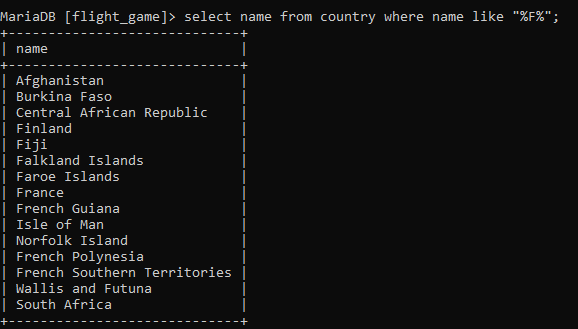 MariaDB [flight_game]> select name from country where name like "%F%";
+-----------------------------+
| name                        |
+-----------------------------+
| Afghanistan                 |
| Burkina Faso                |
| Central African Republic    |
| Finland                     |
| Fiji                        |
| Falkland Islands            |
| Faroe Islands               |
| France                      |
| French Guiana               |
| Isle of Man                 |
| Norfolk Island              |
| French Polynesia            |
| French Southern Territories |
| Wallis and Futuna           |
| South Africa                |
+-----------------------------+